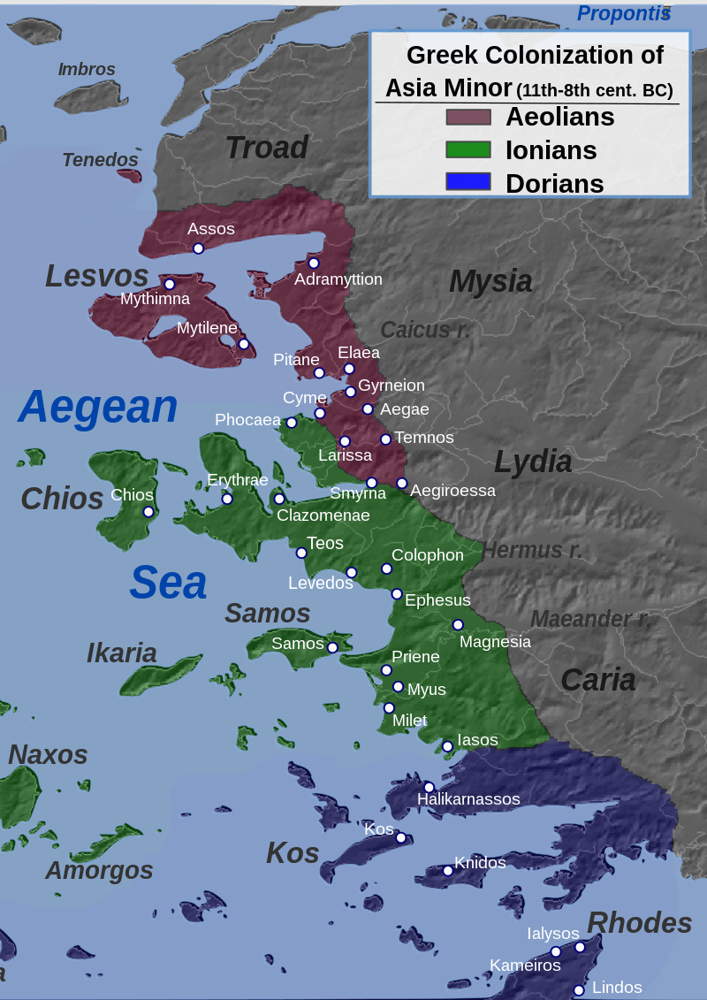 Propontis
Greek Colonization of
Asia Minor (11th-8th cent. BC)
Aeolians
Ionians
Dorians
Imbros
Troad
Tenedos
Assos
Lesvos
Adramyttion
Mysia
Mythimna
Mytilene
Caicus r.
Pitane
Elaea
Gyrneion
Cyme
Aegae
Aegean
Phocaea
Temnos
Larissa
Lydia
Erythrae
Smyrna
Aegiroessa
Chios
Chios
Clazomenae
Teos
Colophon
Hermus r.
Sea
Levedos
Ephesus
Samos
Maeander r.
Samos
Magnesia
Ikaria
Priene
Caria
Myus
Milet
Iasos
Naxos
Halikarnassos
Kos
Kos
Knidos
Amorgos
Rhodes
Ialysos
Kameiros
a
Lindos